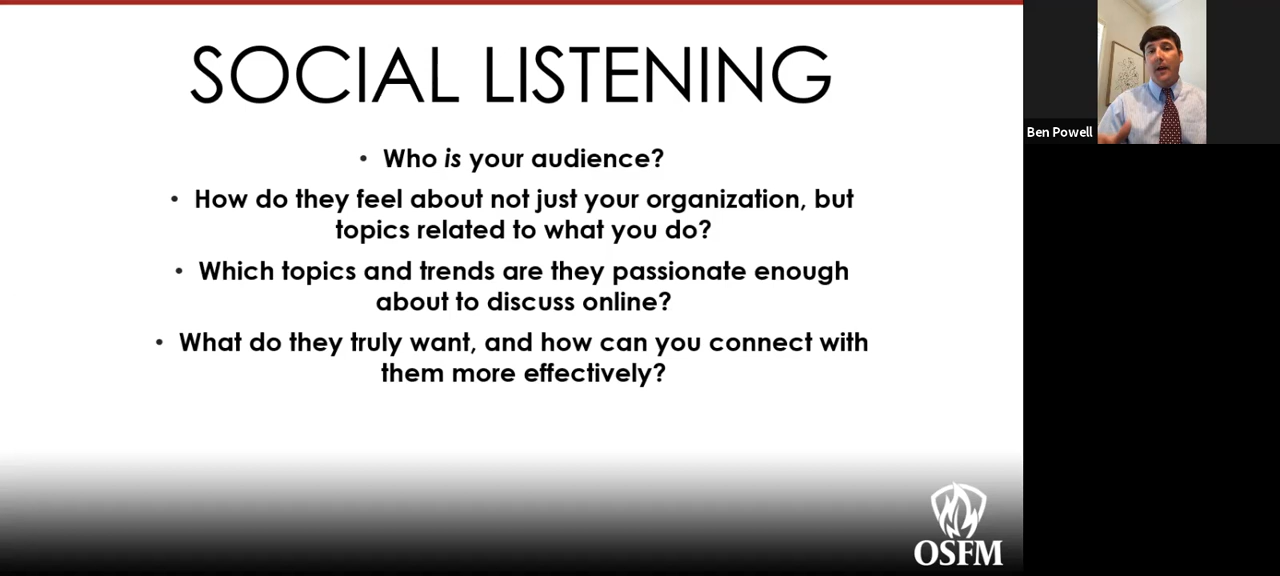 SOCIAL LISTENING
• Who is your audience?
• How do they feel about not just your organization, but
topics related to what you do?
• Which topics and trends are they passionate enough
about to discuss online?
• What do they truly want, and how can you connect with
them more effectively?
OSFM
Ben Powell